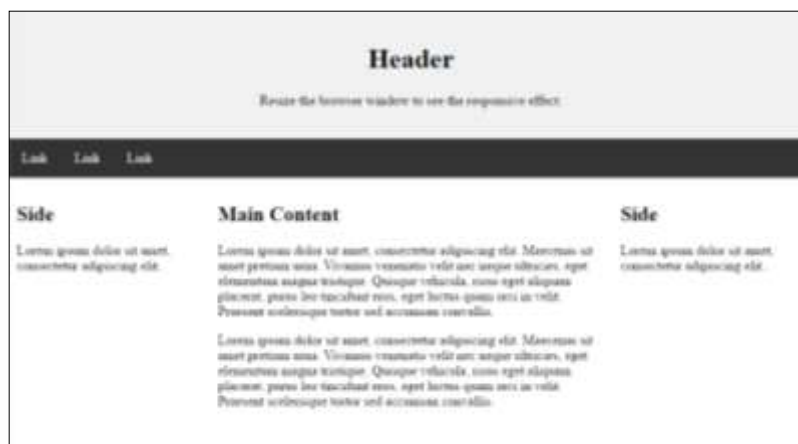 Header
Resize the browser window to see the responsive effect.
Link Link Link
Side
Lorem ipsum dolor sit amet,
consectetur adipiscing elit.
Main Content
Lorem ipsum dolor sit amet, consectetur adipiscing elit. Maecenas sit
amet pretium urna. Vivamus venenatis velit nec neque ultricies, eget
elementum magna tristique. Quisque vehicula, risus eget aliquam
placerat, purus leo tincidunt eros, eget luctus quam orci in velit.
Praesent scelerisque tortor sed accumsan convallis.
Lorem ipsum dolor sit amet, consectetur adipiscing elit. Maecenas sit
amet pretium urna. Vivamus venenatis velit nec neque ultricies, eget
elementum magna tristique. Quisque vehicula, risus eget aliquam
placerat, purus leo tincidunt eros, eget luctus quam orci in velit.
Praesent scelerisque tortor sed accumsan convallis.
Side
Lorem ipsum dolor sit amet,
consectetur adipiscing elit.